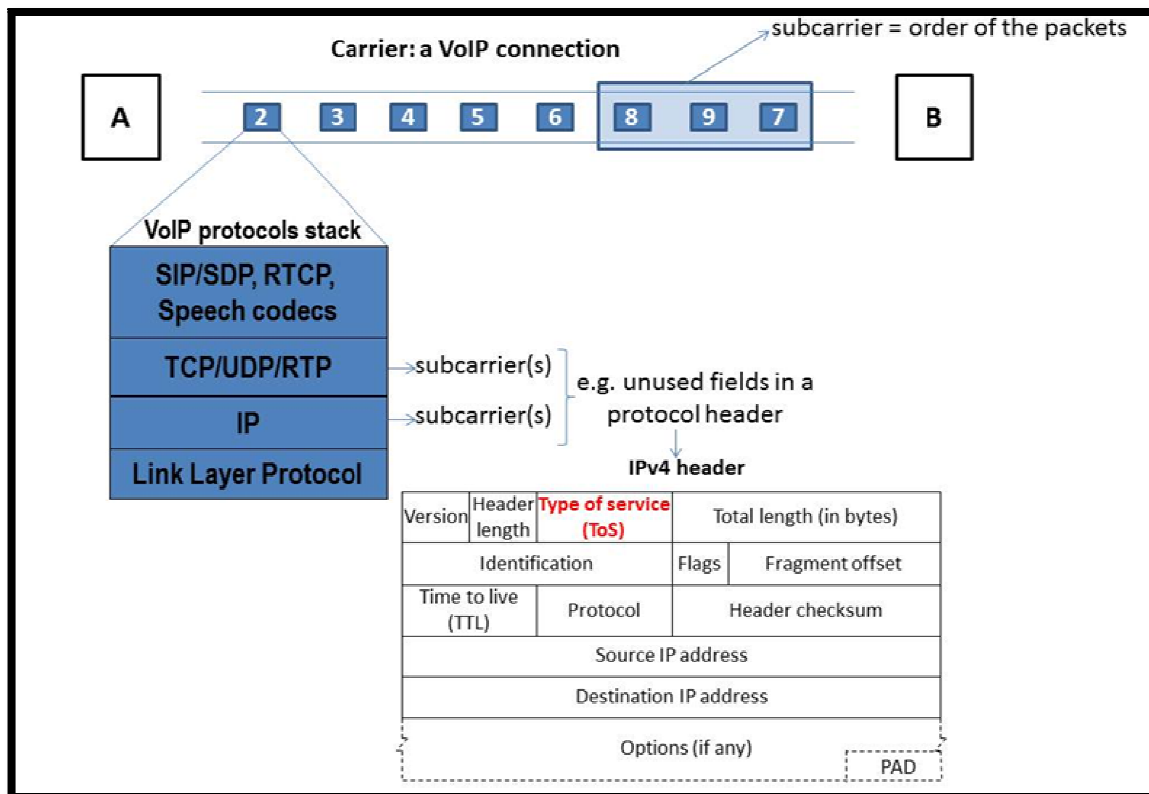 subcarrier = order of the packets
Carrier: a VoIP connection
A
2 3 4 5 6 8 9 7
B
VoIP protocols stack
SIP/SDP, RTCP,
Speech codecs
TCP/UDP/RTP
subcarrier(s)
IP
subcarrier(s)
Link Layer Protocol
e.g. unused fields in a
protocol header
IPv4 header
Version
Header
length
Type of service
(ToS)
Total length (in bytes)
Identification
Flags
Fragment offset
Time to live
(TTL)
Protocol
Header checksum
Source IP address
Destination IP address
Options (if any)
PAD